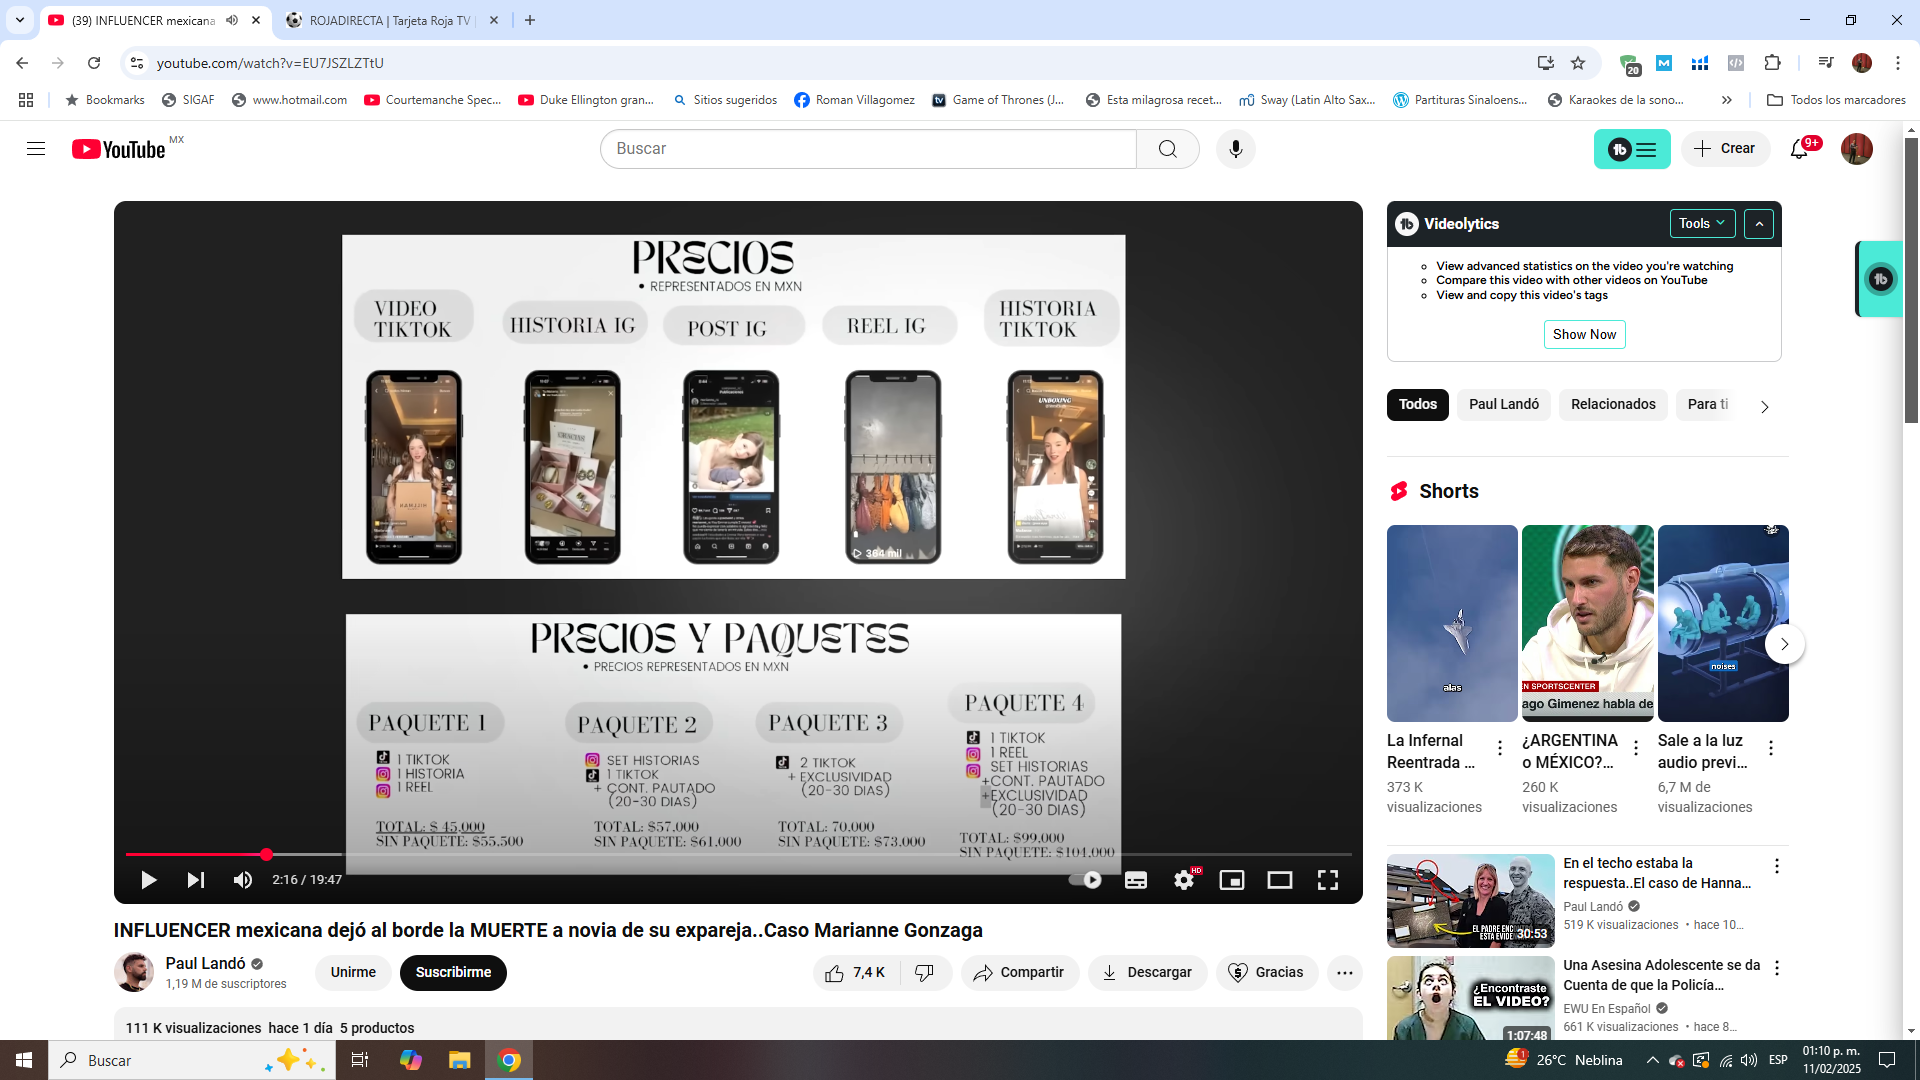 (39) INFLUENCER mexicana
ROJADIRECTA | Tarjeta Roja TV
youtube.com/watch?v=EU7JSZLZTtU
20
Bookmarks
SIGAF
www.hotmail.com
Courtemanche Spec...
Duke Ellington gran...
Sitios sugeridos
Roman Villagomez
Game of Thrones (J...
Esta milagrosa recet...
Sway (Latin Alto Sax...
Partituras Sinaloens...
Karaokes de la sono...
Todos los marcadores
YouTube MX
Buscar
Crear
9+
PRECIOS
• REPRESENTADOS EN MXN
VIDEO
TIKTOK
HISTORIA IG
POST IG
REEL IG
HISTORIA
TIKTOK
UNBOXING
364 mil
PRECIOS Y PAQUETES
• PRECIOS REPRESENTADOS EN MXN
PAQUETE 1
1 TIKTOK
1 HISTORIA
1 REEL
TOTAL: $ 45,000
SIN PAQUETE: $55.500
PAQUETE 2
SET HISTORIAS
1 TIKTOK
+ CONT. PAUTADO
(20-30 DIAS)
TOTAL: $57.000
SIN PAQUETE: $61.000
PAQUETE 3
2 TIKTOK
+ EXCLUSIVIDAD
(20-30 DIAS)
TOTAL: 70.000
SIN PAQUETE: $73.000
PAQUETE 4
1 TIKTOK
1 REEL
SET HISTORIAS
+CONT. PAUTADO
+EXCLUSIVIDAD
(20-30 DIAS)
TOTAL: $99.000
SIN PAQUETE: $104.000
2:16 / 19:47
HD
INFLUENCER mexicana dejó al borde la MUERTE a novia de su expareja..Caso Marianne Gonzaga
Paul Landó
1,19 M de suscriptores
Unirme
Suscribirme
7,4 K
Compartir
Descargar
Gracias
111 K visualizaciones hace 1 día 5 productos
Videolytics
Tools
View advanced statistics on the video you're watching
Compare this video with other videos on YouTube
View and copy this video's tags
Show Now
Todos
Paul Landó
Relacionados
Para ti
Shorts
alas
EN SPORTSCENTER
ago Gimenez habla de
noises
La Infernal
Reentrada ...
373 K
visualizaciones
¿ARGENTINA
o MÉXICO?...
260 K
visualizaciones
Sale a la luz
audio previ...
6,7 M de
visualizaciones
EL PADRE ENC
ESTA EVIDE
30:53
En el techo estaba la
respuesta..El caso de Hanna...
Paul Landó
519 K visualizaciones • hace 10...
¿Encontraste
EL VIDEO?
1:07:48
Una Asesina Adolescente se da
Cuenta de que la Policía...
EWU En Español
661 K visualizaciones • hace 8...
Buscar
1
26°C Neblina
ESP
01:10 p. m.
11/02/2025